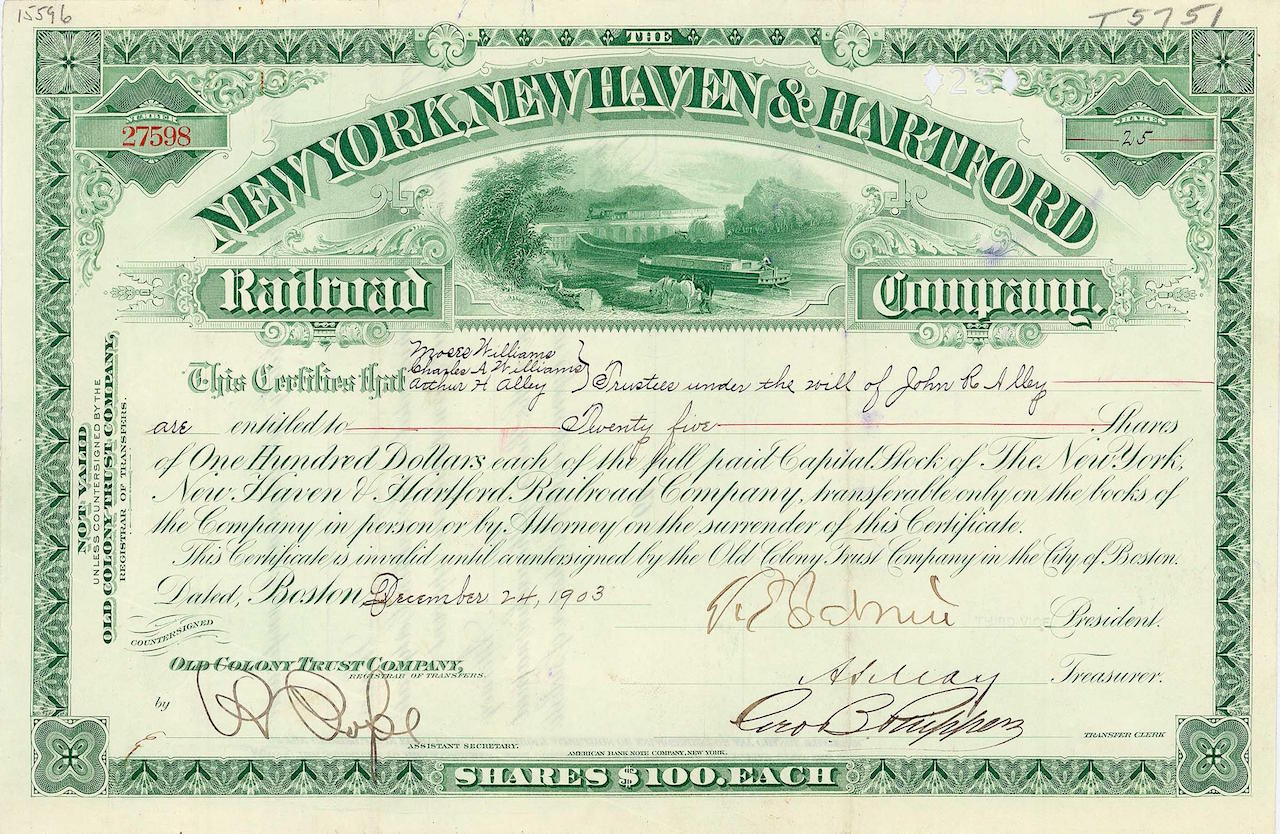 15596
T5751
THE
NUMBER
27598
25
SHARES
25
NEW YORK, NEW HAVEN & HARTFORD
Railroad Company.
Moses Williams
Charles A Williams
Arthur H. Alley
This Certifies that Trustees under the will of John R Alley
are entitled to Twenty five Shares
of One Hundred Dollars each of the full paid Capital Stock of The New York,
New Haven & Hartford Railroad Company, transferable only on the books of
the Company in person or by Attorney on the surrender of this Certificate.
This Certificate is invalid until countersigned by the Old Colony Trust Company in the City of Boston.
Dated, Boston December 24, 1903
President.
COUNTERSIGNED
OLD COLONY TRUST COMPANY,
REGISTRAR OF TRANSFERS.
Treasurer.
by
ASSISTANT SECRETARY.
TRANSFER CLERK
AMERICAN BANK NOTE COMPANY, NEW YORK.
SHARES $100. EACH
NOT VALID
UNLESS COUNTERSIGNED BY THE
OLD COLONY TRUST COMPANY,
REGISTRAR OF TRANSFERS.